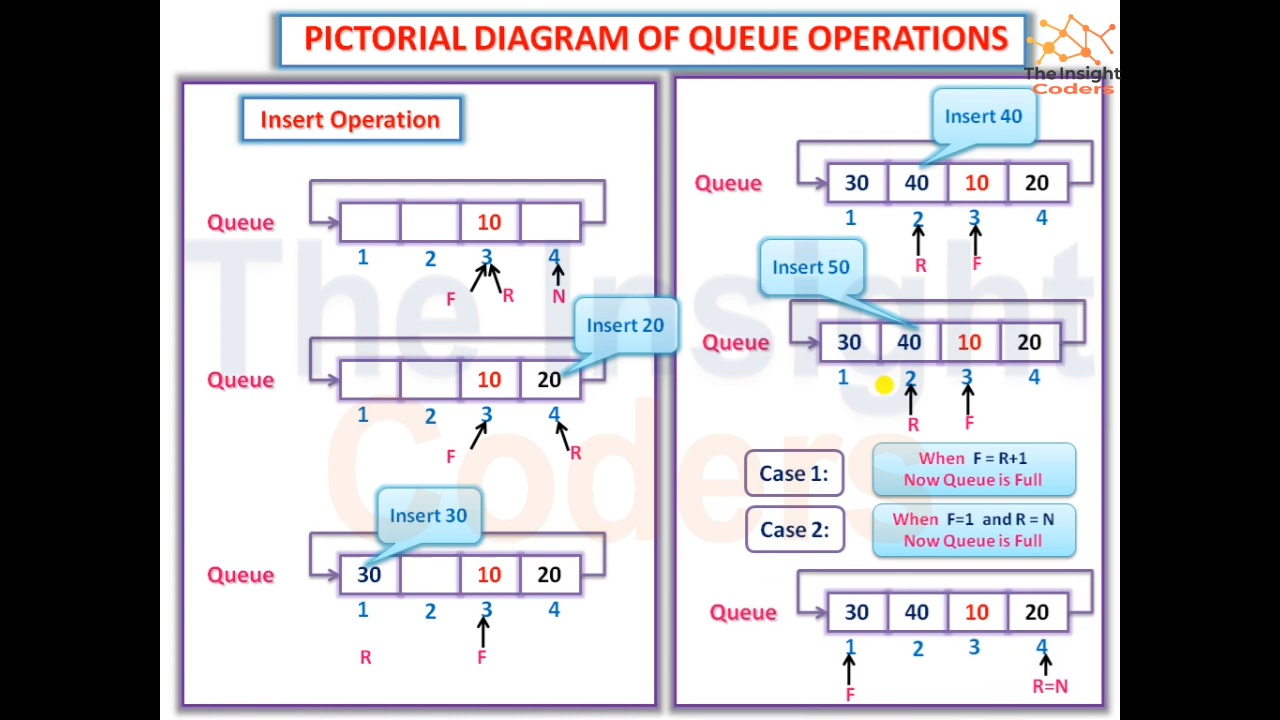 PICTORIAL DIAGRAM OF QUEUE OPERATIONS
The Insight
Coders
Insert Operation
Queue
10
1 2 3 4
F R N
Insert 20
Queue
10 20
1 2 3 4
F R
Insert 30
Queue
30 10 20
1 2 3 4
R F
Insert 40
Queue
30 40 10 20
1 2 3 4
R F
Insert 50
Queue
30 40 10 20
1 2 3 4
R F
Case 1:
When F = R+1
Now Queue is Full
Case 2:
When F=1 and R = N
Now Queue is Full
Queue
30 40 10 20
1 2 3 4
F R=N
The Insight
Coders